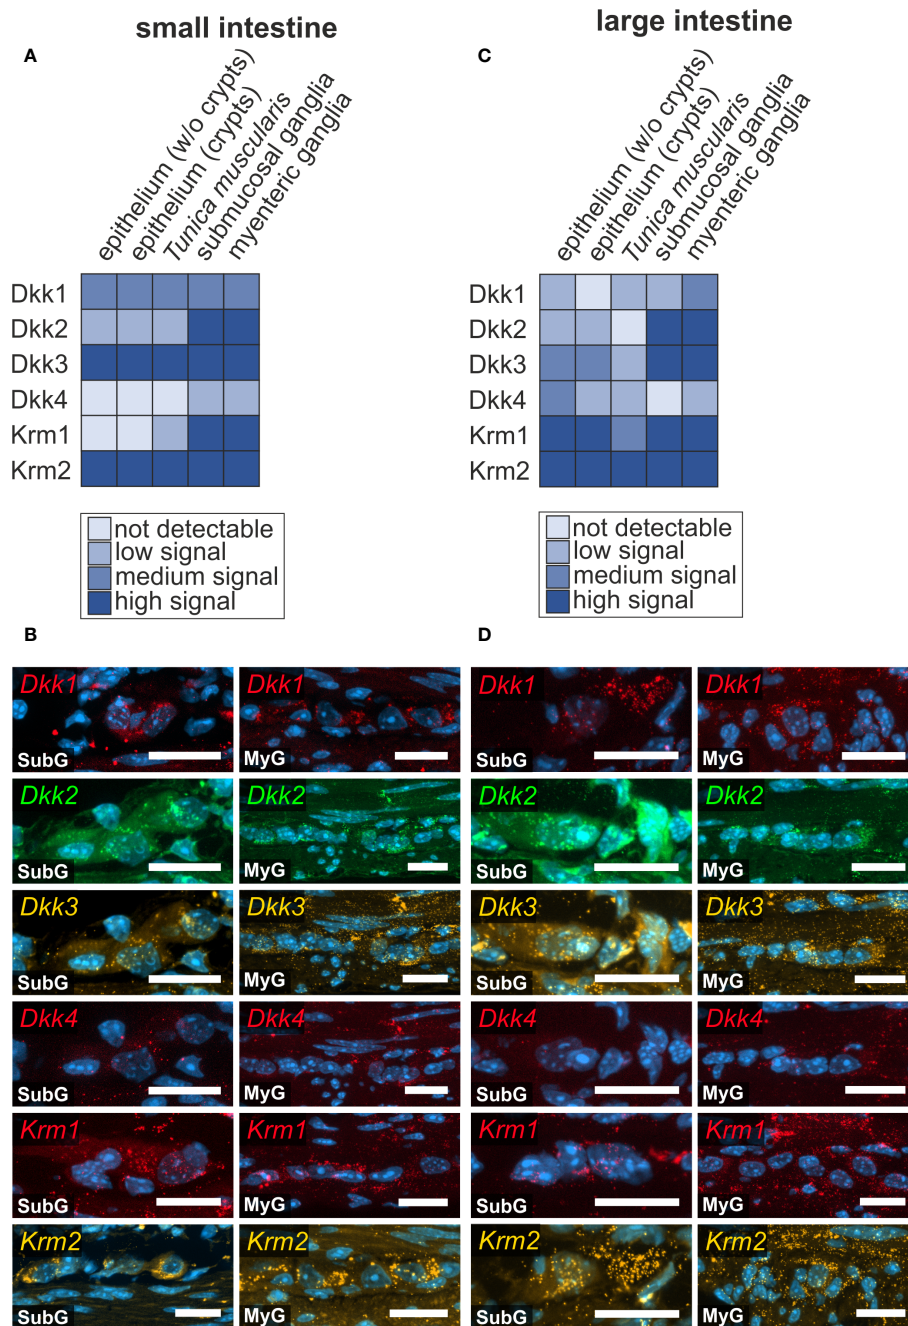 small intestine
A
epithelium (w/o crypts)
epithelium (crypts)
Tunica muscularis
submucosal ganglia
myenteric ganglia
Dkk1
Dkk2
Dkk3
Dkk4
Krm1
Krm2
not detectable
low signal
medium signal
high signal
large intestine
C
epithelium (w/o crypts)
epithelium (crypts)
Tunica muscularis
submucosal ganglia
myenteric ganglia
Dkk1
Dkk2
Dkk3
Dkk4
Krm1
Krm2
not detectable
low signal
medium signal
high signal
B
Dkk1
SubG
Dkk1
MyG
Dkk2
SubG
Dkk2
MyG
Dkk3
SubG
Dkk3
MyG
Dkk4
SubG
Dkk4
MyG
Krm1
SubG
Krm1
MyG
Krm2
SubG
Krm2
MyG
D
Dkk1
SubG
Dkk1
MyG
Dkk2
SubG
Dkk2
MyG
Dkk3
SubG
Dkk3
MyG
Dkk4
SubG
Dkk4
MyG
Krm1
SubG
Krm1
MyG
Krm2
SubG
Krm2
MyG